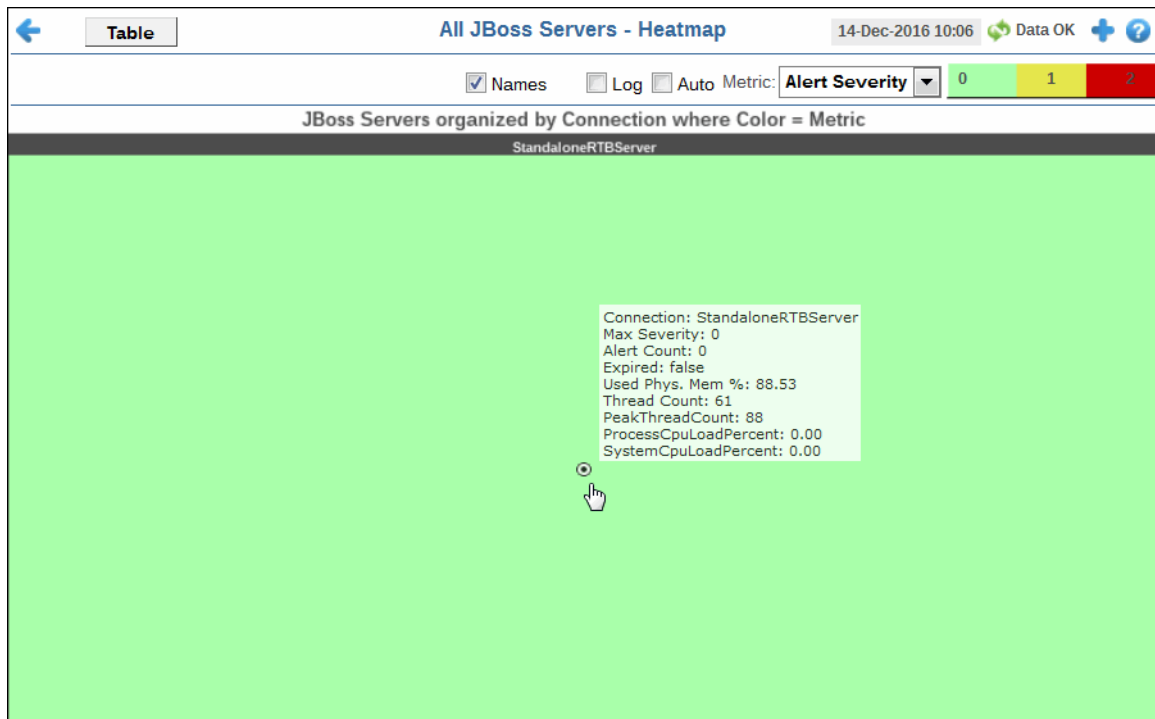 Table
All JBoss Servers - Heatmap
14-Dec-2016 10:06
Data OK
?
Names
Log
Auto
Metric:
Alert Severity
0
1
2
JBoss Servers organized by Connection where Color = Metric
StandaloneRTBServer
Connection: StandaloneRTBServer
Max Severity: 0
Alert Count: 0
Expired: false
Used Phys. Mem %: 88.53
Thread Count: 61
PeakThreadCount: 88
ProcessCpuLoadPercent: 0.00
SystemCpuLoadPercent: 0.00